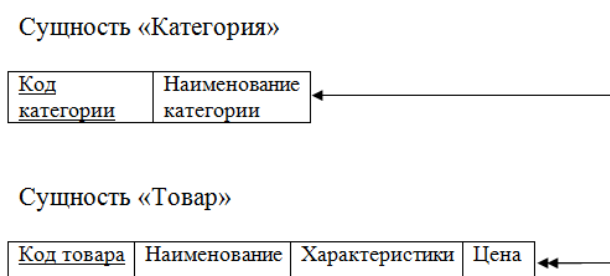 Сущность «Категория»
Код Наименование
категории категории
Сущность «Товар»
Код товара Наименование Характеристики Цена